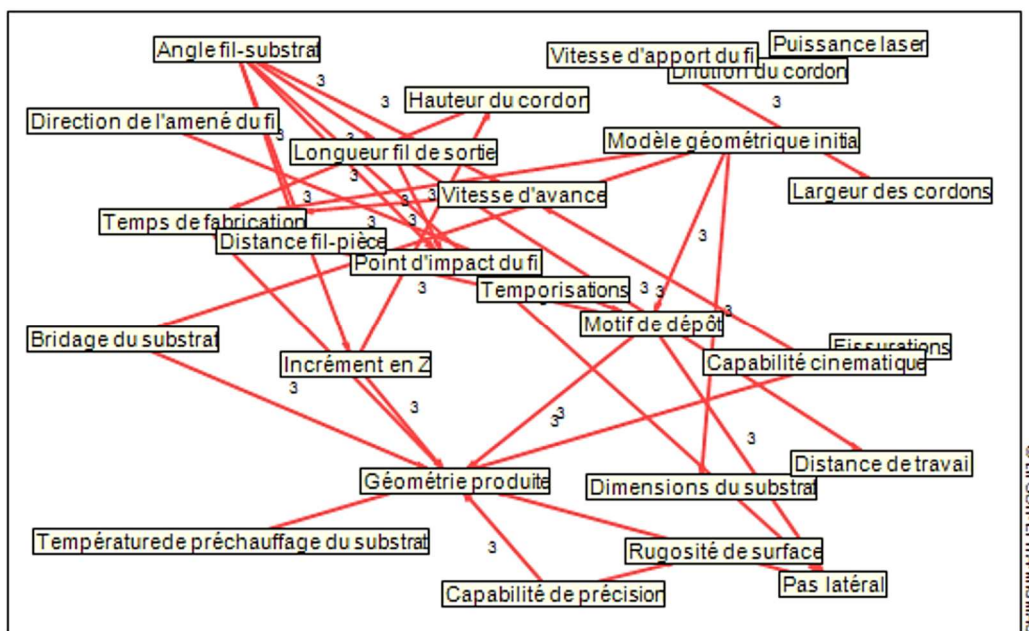 Angle fil-substrat
Puissance laser
Vitesse d'apport du fi
Dilution du cordon
3
3
3
Hauteur du cordon
Direction de l'amené du fi
3
3
Modèle géométrique initia
Longueur fil de sortie
3
Vitesse d'avance
3
3
3
Largeur des cordons
Temps de fabrication
3
3
3
Distance fil-pièce
Point d'impact du fi
Temporisations
3
3
3
Motif de dépôt
3
Bridage du substrat
Incrément en Z
Fissurations
Capabilité cinematique
3
3
3
3
3
Distance de travai
Géométrie produite
Dimensions du substrat
Températurede préchauffage du substrat
3
Rugosité de surface
Capabilité de précision
Pas latéral